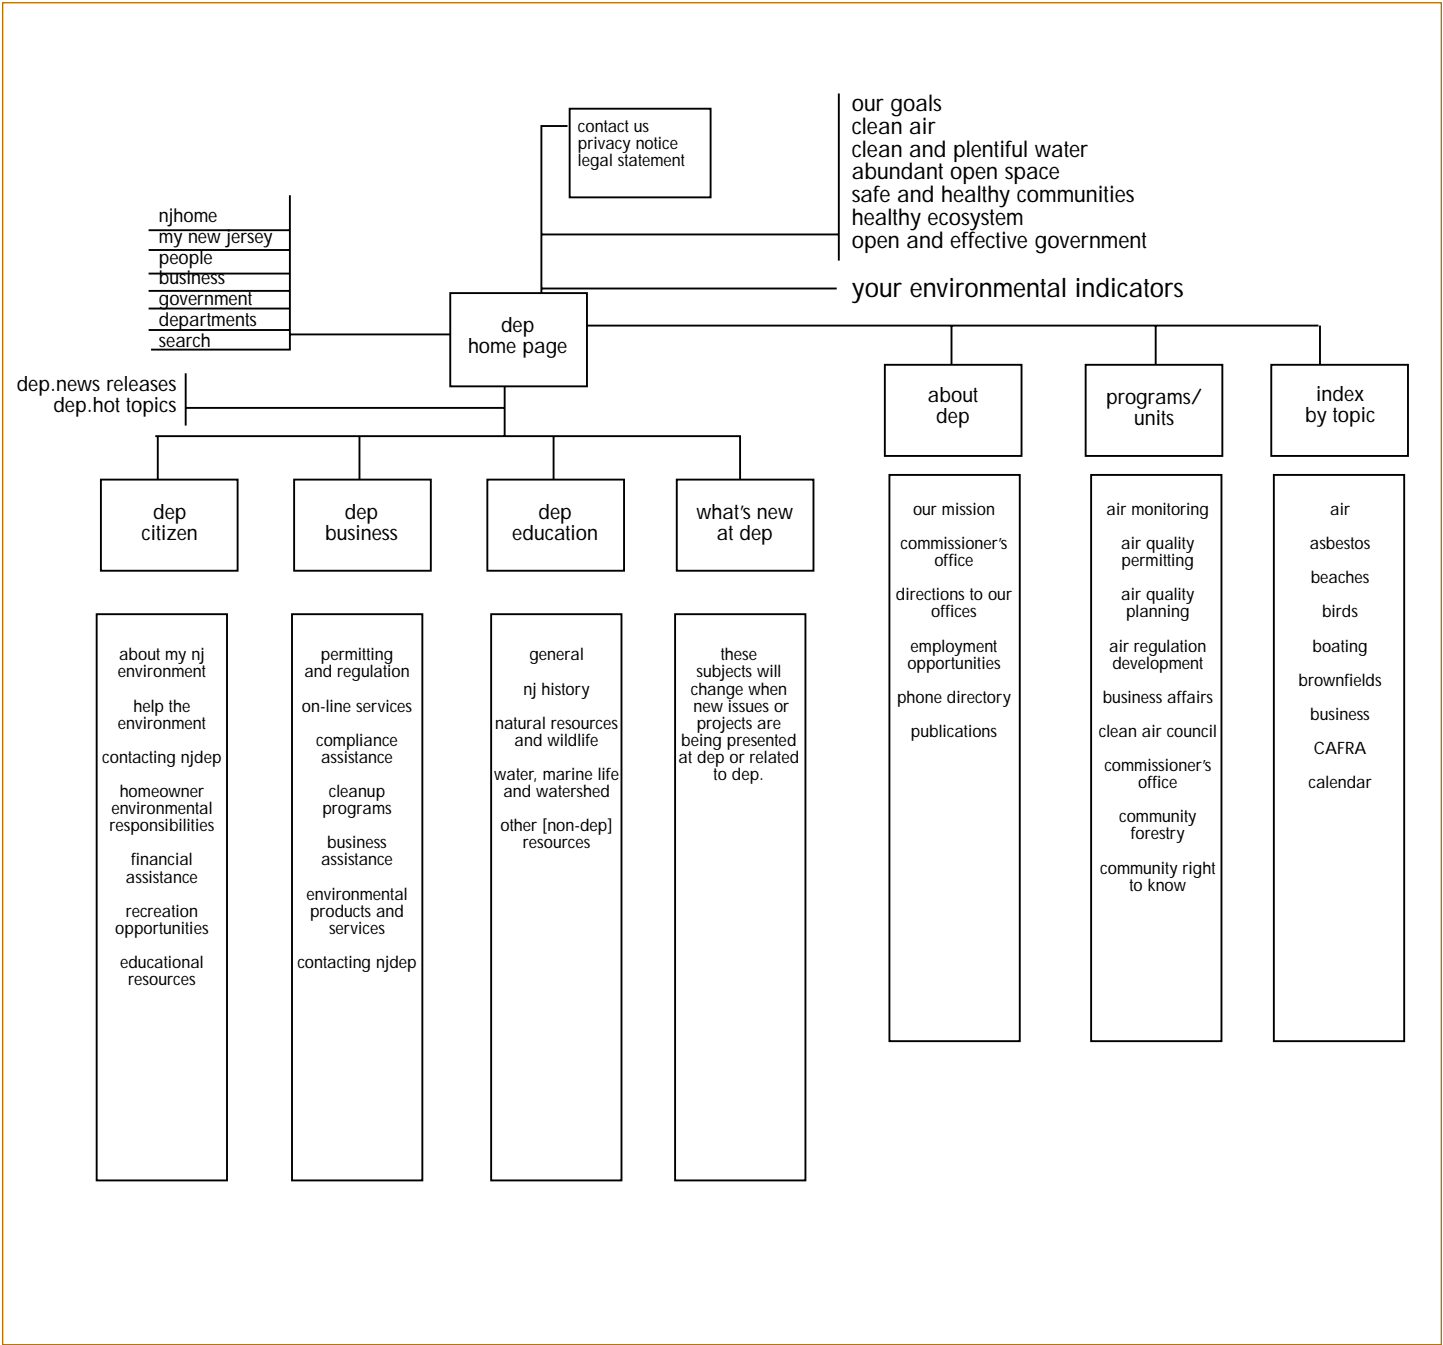 contact us
privacy notice
legal statement
our goals
clean air
clean and plentiful water
abundant open space
safe and healthy communities
healthy ecosystem
open and effective government
your environmental indicators
njhome
my new jersey
people
business
government
departments
search
dep
home page
dep.news releases
dep.hot topics
about
dep
programs/
units
index
by topic
dep
citizen
dep
business
dep
education
what's new
at dep
about my nj
environment
help the
environment
contacting njdep
homeowner
environmental
responsibilities
financial
assistance
recreation
opportunities
educational
resources
permitting
and regulation
on-line services
compliance
assistance
cleanup
programs
business
assistance
environmental
products and
services
contacting njdep
general
nj history
natural resources
and wildlife
water, marine life
and watershed
other [non-dep]
resources
these
subjects will
change when
new issues or
projects are
being presented
at dep or related
to dep.
our mission
commissioner's
office
directions to our
offices
employment
opportunities
phone directory
publications
air monitoring
air quality
permitting
air quality
planning
air regulation
development
business affairs
clean air council
commissioner's
office
community
forestry
community right
to know
air
asbestos
beaches
birds
boating
brownfields
business
CAFRA
calendar